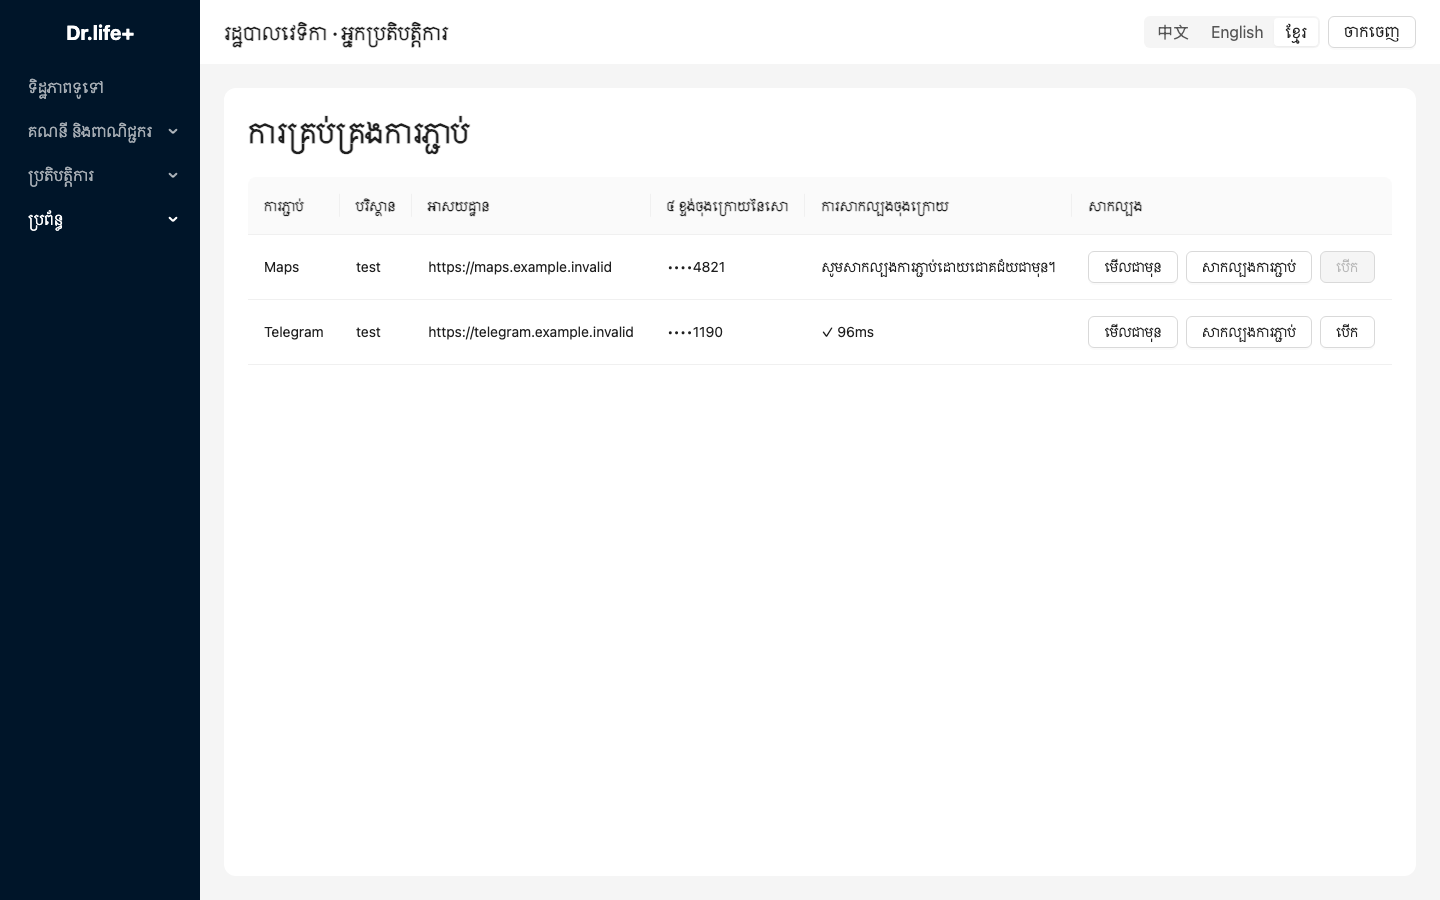 Dr.life+
រដ្ឋបាលវេទិកា · អ្នកប្រតិបត្តិការ
中文 English ខ្មែរ
ចាកចេញ
ទិដ្ឋភាពទូទៅ
គណនី និងពាណិជ្ជករ
ប្រតិបត្តិការ
ប្រព័ន្ធ
ការគ្រប់គ្រងការភ្ជាប់
ការភ្ជាប់ បរិស្ថាន អាសយដ្ឋាន ៤ ខ្ទង់ចុងក្រោយនៃសោ ការសាកល្បងចុងក្រោយ សាកល្បង
Maps test https://maps.example.invalid ••••4821 សូមសាកល្បងការភ្ជាប់ដោយជោគជ័យជាមុន។ មើលជាមុន សាកល្បងការភ្ជាប់ បើក
Telegram test https://telegram.example.invalid ••••1190 ✓ 96ms មើលជាមុន សាកល្បងការភ្ជាប់ បើក